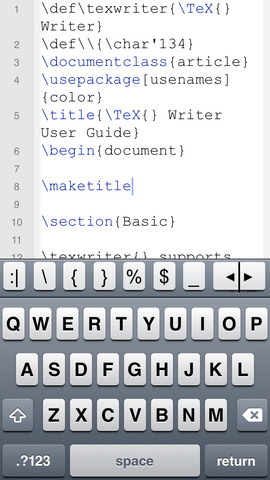 1 \def\texwriter{\TeX{}
Writer}
2 \def\\{\char'134}
3 \documentclass{article}
4 \usepackage[usenames]
{color}
5 \title{\TeX{} Writer
User Guide}
6 \begin{document}
7
8 \maketitle
9
10 \section{Basic}
11
12 \texwriter{} supports
:| \ { } % $ _ ◄ ►
Q W E R T Y U I O P
A S D F G H J K L
Z X C V B N M
.?123 space return